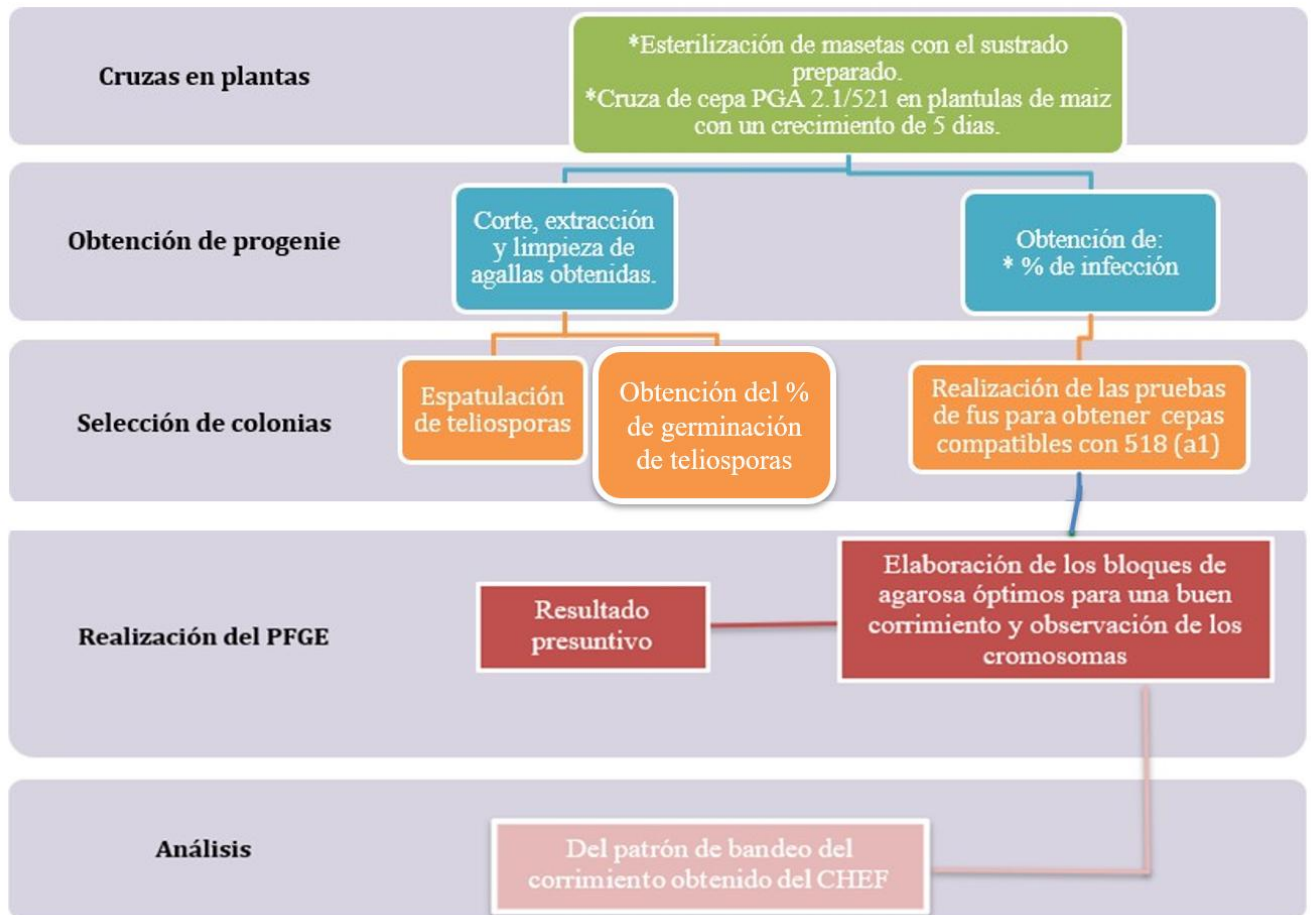 Cruzas en plantas
*Esterilización de masetas con el sustrado
preparado.
*Cruza de cepa PGA 2.1/521 en plantulas de maiz
con un crecimiento de 5 dias.
Obtención de progenie
Corte, extracción
y limpieza de
agallas obtenidas.
Obtención de:
* % de infección
Selección de colonias
Espatulación
de teliosporas
Obtención del %
de germinación
de teliosporas
Realización de las pruebas
de fus para obtener cepas
compatibles con 518 (a1)
Realización del PFGE
Resultado
presuntivo
Elaboración de los bloques de
agarosa óptimos para una buen
corrimiento y observación de los
cromosomas
Análisis
Del patrón de bandeo del
corrimiento obtenido del CHEF